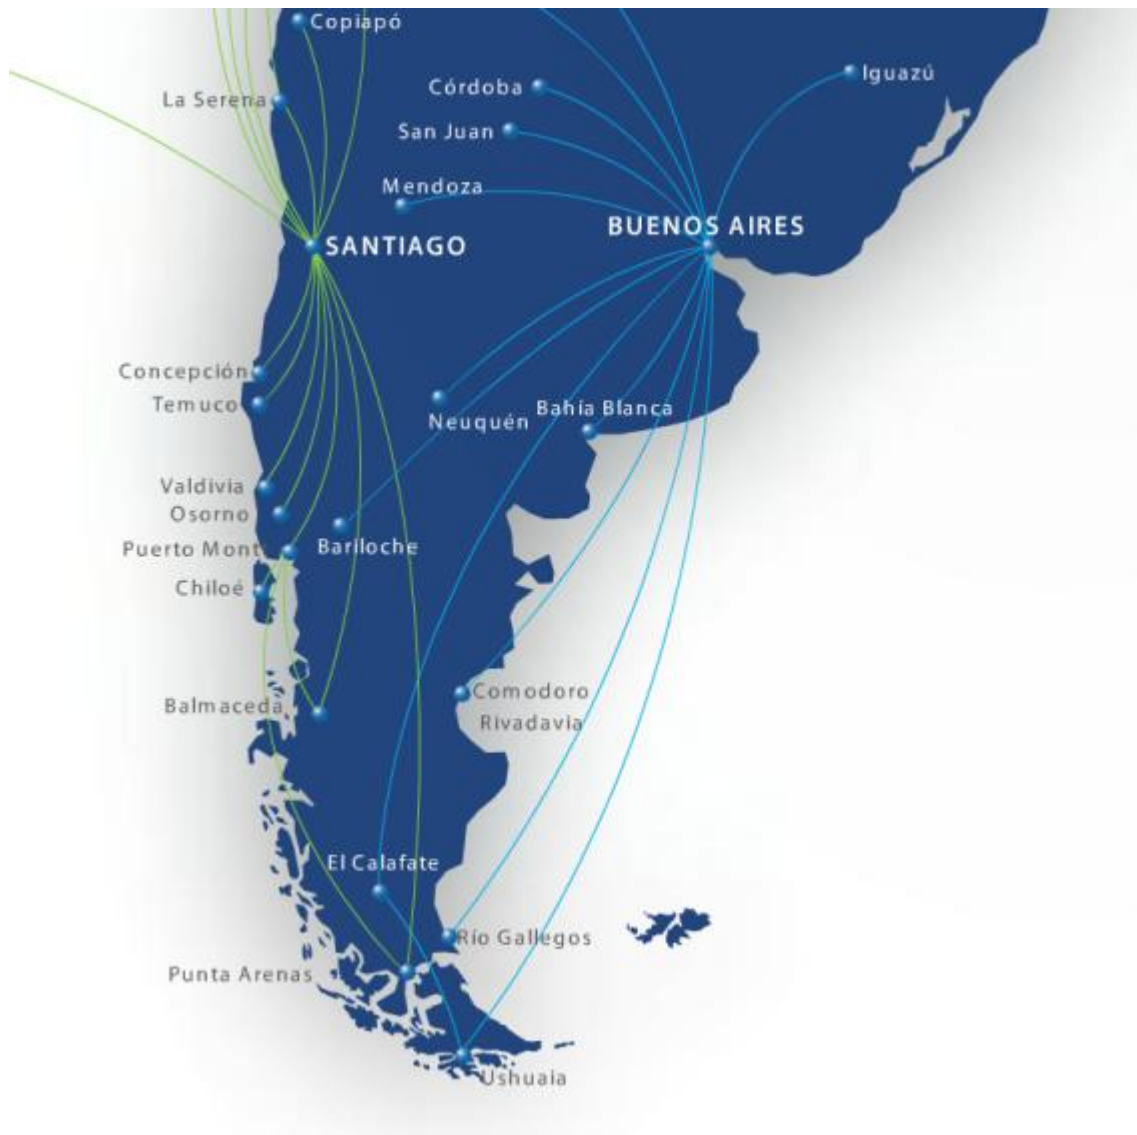 Copiapó
Iguazú
Córdoba
La Serena
San Juan
Mendoza
BUENOS AIRES
SANTIAGO
Concepción
Temuco
Bahía Blanca
Neuquén
Valdivia
Osorno
Puerto Mont
Bariloche
Chiloé
Comodoro
Rivadavia
Balmaceda
El Calafate
Río Gallegos
Punta Arenas
Ushuaia